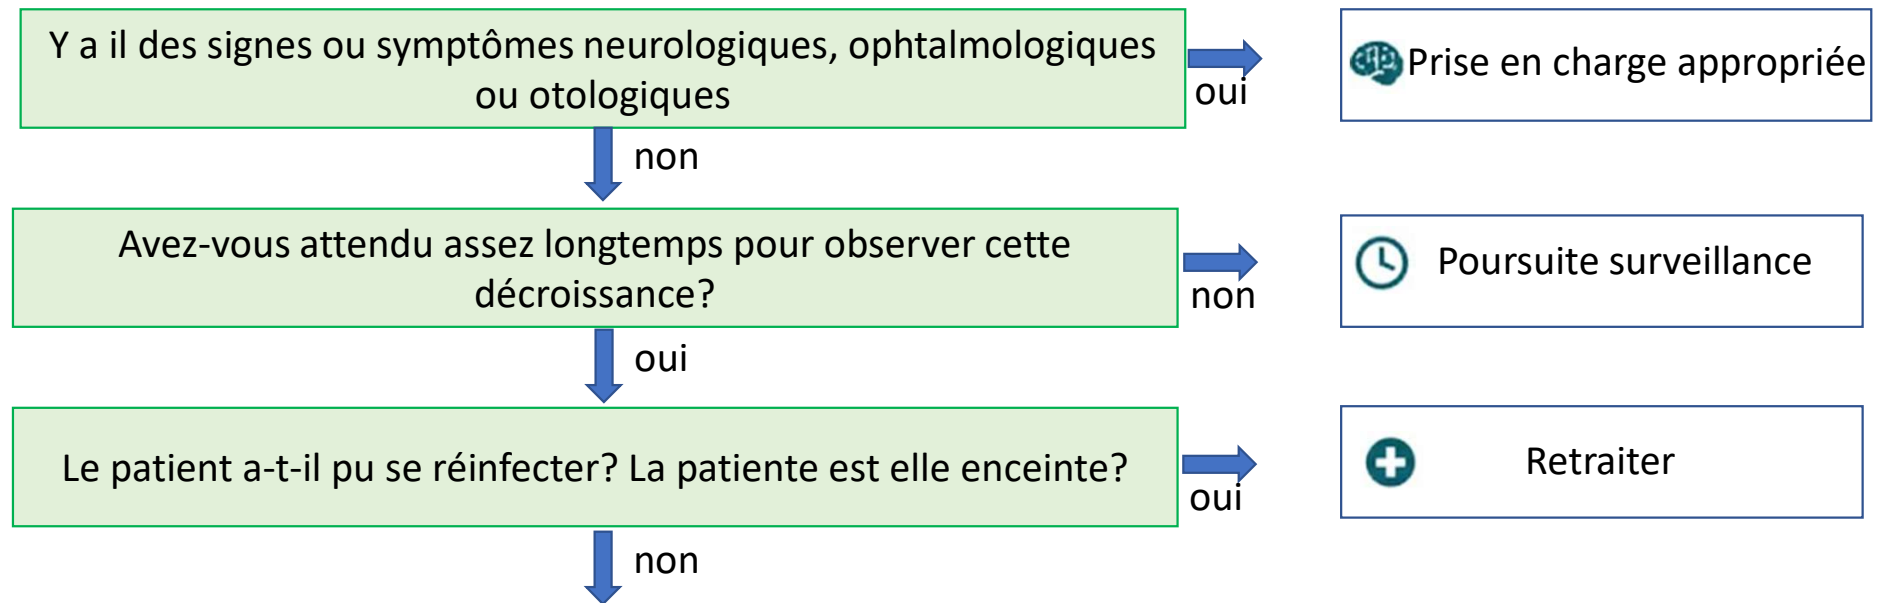 Y a il des signes ou symptômes neurologiques, ophtalmologiques
ou otologiques
oui
Prise en charge appropriée
non
Avez-vous attendu assez longtemps pour observer cette
décroissance?
non
Poursuite surveillance
oui
Le patient a-t-il pu se réinfecter? La patiente est elle enceinte?
oui
Retraiter
non